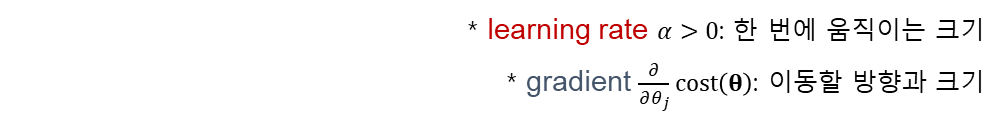 * learning rate 𝛼 > 0: 한 번에 움직이는 크기
* gradient ∂/∂θⱼ cost(𝛉): 이동할 방향과 크기